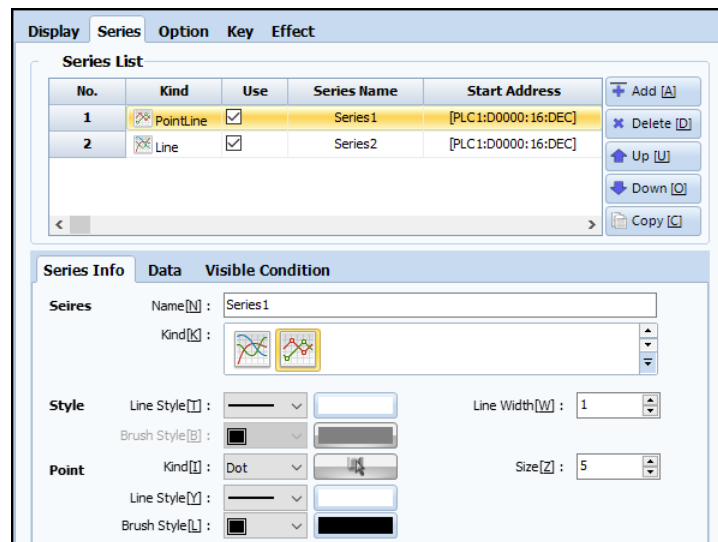 Display Series Option Key Effect
Series List
No. Kind Use Series Name Start Address
1 PointLine Series1 [PLC1:D0000:16:DEC]
2 Line Series2 [PLC1:D0000:16:DEC]
Add [A]
Delete [D]
Up [U]
Down [O]
Copy [C]
Series Info Data Visible Condition
Seires Name[N] : Series1
Kind[K] :
Style Line Style[T] : Line Width[W] : 1
Brush Style[B] :
Point Kind[I] : Dot Size[Z] : 5
Line Style[Y] :
Brush Style[L] :